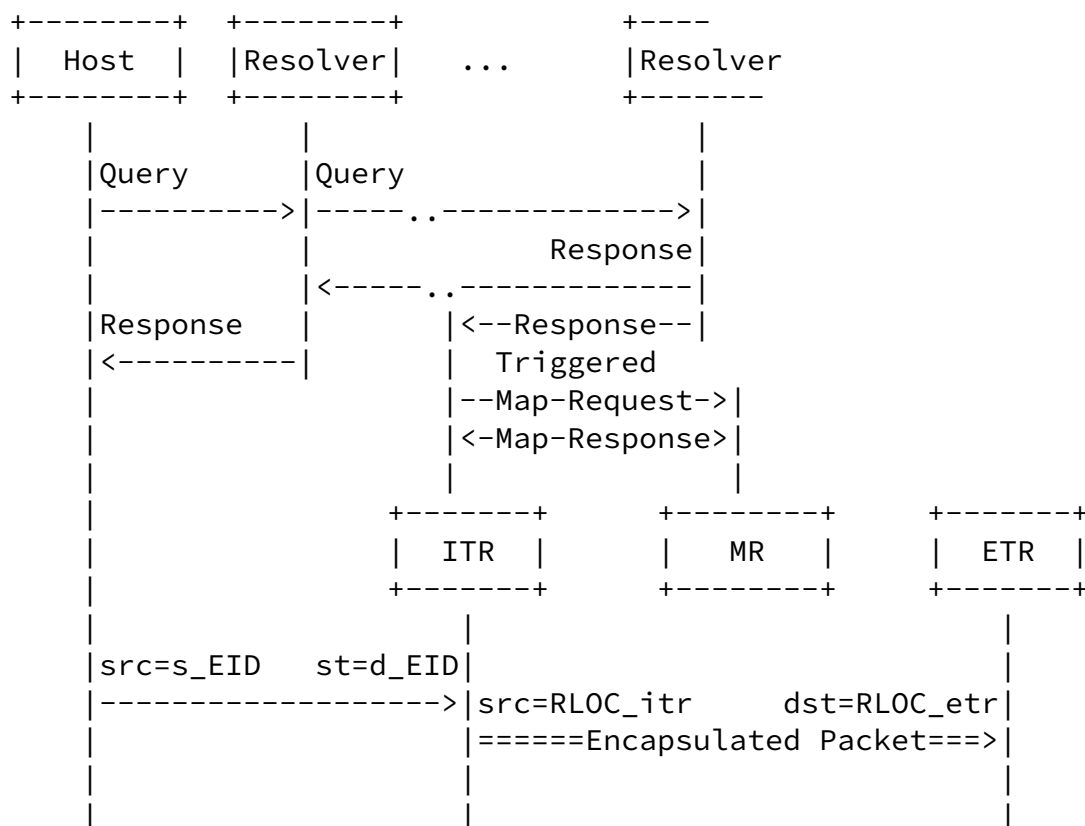 Host Resolver ... Resolver
Query Query
Response
Response <--Response--
Triggered
--Map-Request->
<-Map-Response>
ITR MR ETR
src=s_EID st=d_EID
src=RLOC_itr dst=RLOC_etr
======Encapsulated Packet===>